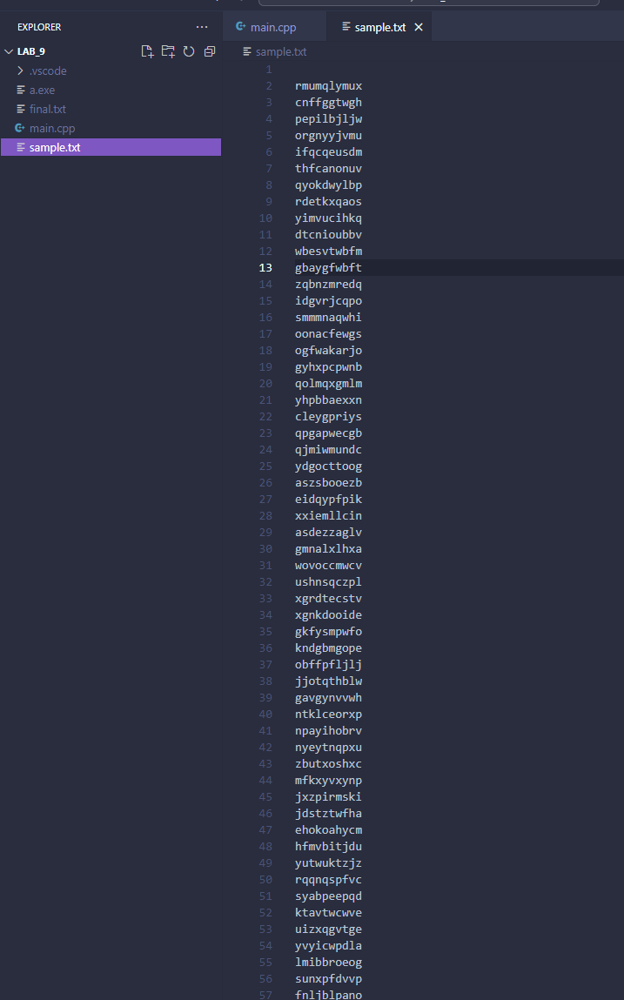 EXPLORER
···
LAB_9
.vscode
a.exe
final.txt
main.cpp
sample.txt
main.cpp
sample.txt
sample.txt
1
2 rmumqlymux
3 cnffggtwgh
4 pepilbjljw
5 orgnyyjvmu
6 ifqcqeusdm
7 thfcanonuv
8 qyokdwylbp
9 rdetkxqaos
10 yimvucihkq
11 dtcnioubbv
12 wbesvtwbfm
13 gbaygfwbft
14 zqbnzmredq
15 idgvrjcqpo
16 smmmnaqwhi
17 oonacfewgs
18 ogfwakarjo
19 gyhxpcpwnb
20 qolmqxgmlm
21 yhpbbaexxn
22 cleygpriys
23 qpgapwecgb
24 qjmiwmundc
25 ydgocttoog
26 aszsbooezb
27 eidqypfpik
28 xxiemllcin
29 asdezzaglv
30 gmnalxlhxa
31 wovoccmwcv
32 ushnsqczpl
33 xgrdtecstv
34 xgnkdooide
35 gkfysmpwfo
36 kndgbmgope
37 obffpfljlj
38 jjotqthblw
39 gavgynvvwh
40 ntklceorxp
41 npayihobrv
42 nyeytnqpxu
43 zbutxoshxc
44 mfkxyvxynp
45 jxzpirmski
46 jdstztwfha
47 ehokoahycm
48 hfmvbitjdu
49 yutwuktzjz
50 rqqnqspfvc
51 syabpeepqd
52 ktavtwcwve
53 uizxqgvtge
54 yvyicwpdla
55 lmibbroeog
56 sunxpfdvvp
57 fnljblpano